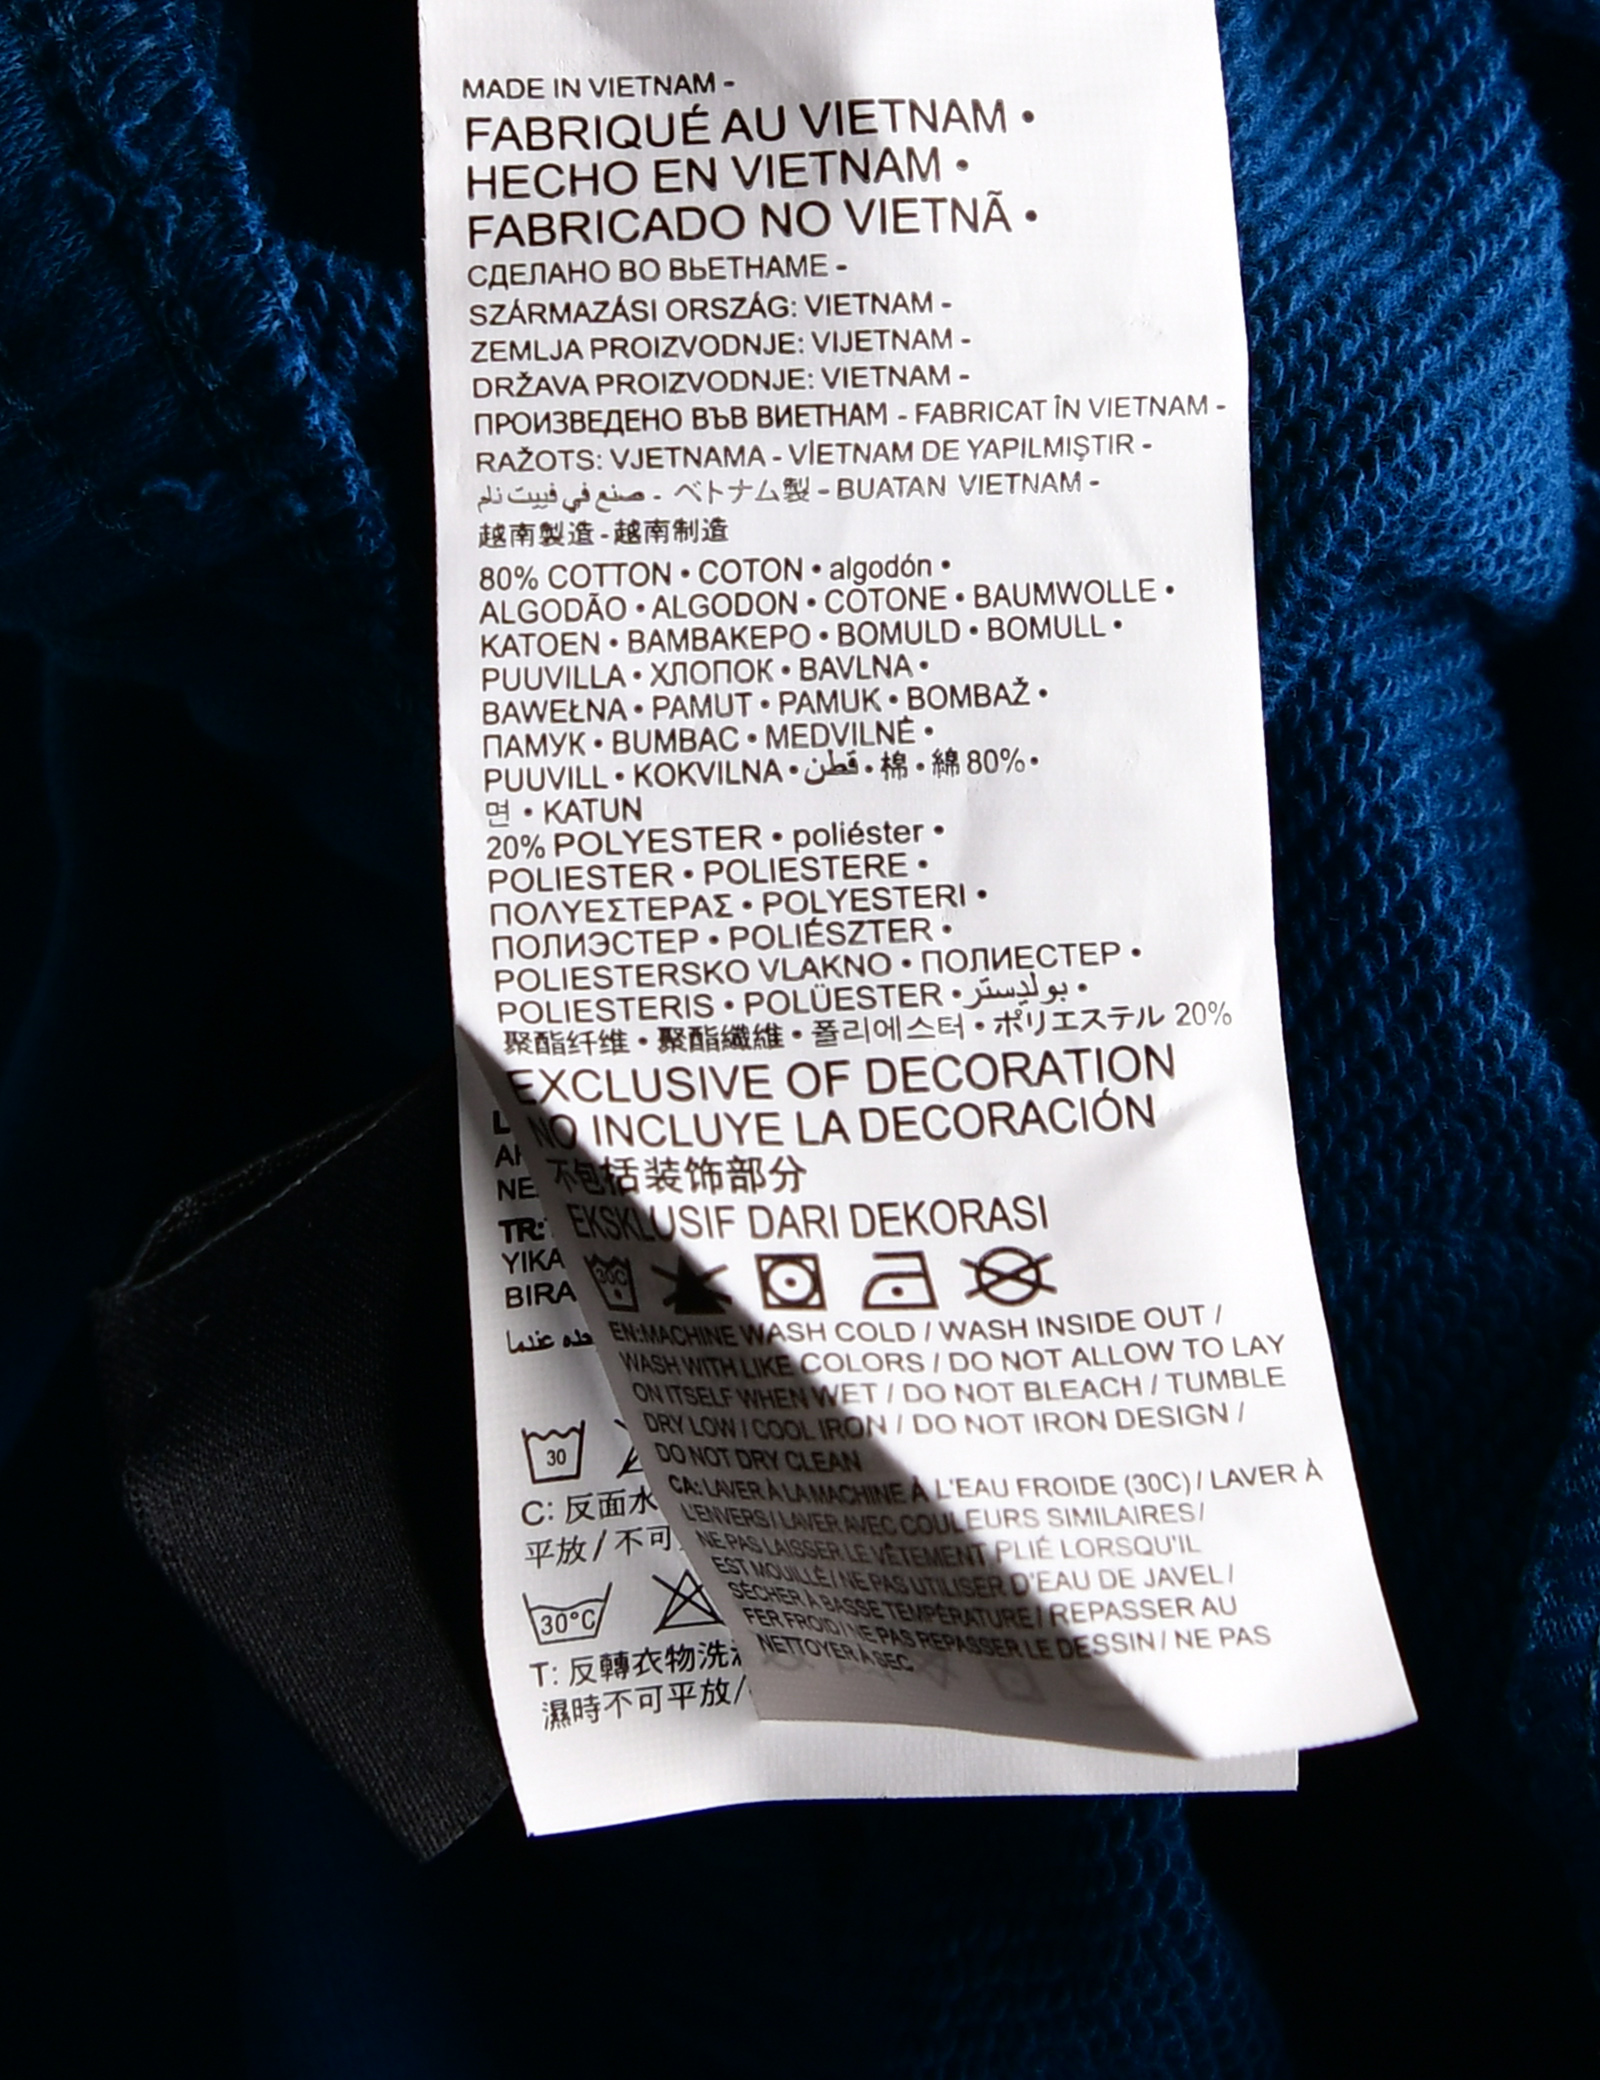 MADE IN VIETNAM -
FABRIQUÉ AU VIETNAM •
HECHO EN VIETNAM •
FABRICADO NO VIETNÃ •
СДЕЛАНО ВО ВЬЕТНАМЕ -
SZÁRMAZÁSI ORSZÁG: VIETNAM -
ZEMLJA PROIZVODNJE: VIJETNAM -
DRŽAVA PROIZVODNJE: VIETNAM -
ПРОИЗВЕДЕНО ВЪВ ВИЕТНАМ - FABRICAT ÎN VIETNAM -
RAŽOTS: VJETNAMA - VİETNAM DE YAPILMIŞTIR -
صنع في فييت نام - ベトナム製 - BUATAN VIETNAM -
越南製造 - 越南制造
80% COTTON • COTON • algodón •
ALGODÃO • ALGODON • COTONE • BAUMWOLLE •
KATOEN • BAMBAKEPO • BOMULD • BOMULL •
PUUVILLA • ХЛОПОК • BAVLNA •
BAWEŁNA • PAMUT • PAMUK • BOMBAŽ •
ПАМУК • BUMBAC • MEDVILNĖ •
PUUVILL • KOKVILNA • قطن • 棉 • 綿 80% •
면 • KATUN
20% POLYESTER • poliéster •
POLIESTER • POLIESTERE •
ΠΟΛΥΕΣΤΕΡΑΣ • POLYESTERI •
ПОЛИЭСТЕР • POLIÉSZTER •
POLIESTERSKO VLAKNO • ПОЛИЕСТЕР •
POLIESTERIS • POLÜESTER • بوليستر •
聚酯纤维 • 聚酯纖維 • 폴리에스터 • ポリエステル 20%
EXCLUSIVE OF DECORATION
NO INCLUYE LA DECORACIÓN
不包括装饰部分
EKSKLUSIF DARI DEKORASI
30C
EN:MACHINE WASH COLD / WASH INSIDE OUT /
WASH WITH LIKE COLORS / DO NOT ALLOW TO LAY
ON ITSELF WHEN WET / DO NOT BLEACH / TUMBLE
DRY LOW / COOL IRON / DO NOT IRON DESIGN /
DO NOT DRY CLEAN
CA: LAVER À LA MACHINE À L'EAU FROIDE (30C) / LAVER À
L'ENVERS / LAVER AVEC COULEURS SIMILAIRES /
NE PAS LAISSER LE VÊTEMENT PLIÉ LORSQU'IL
EST MOUILLÉ / NE PAS UTILISER D'EAU DE JAVEL /
SÉCHER À BASSE TEMPÉRATURE / REPASSER AU
FER FROID / NE PAS REPASSER LE DESSIN / NE PAS
NETTOYER À SEC
NE
TR:
YIKA
BIRA
عندما
30
C: 反面水
平放 / 不可
30°C
T: 反轉衣物洗
濕時不可平放/